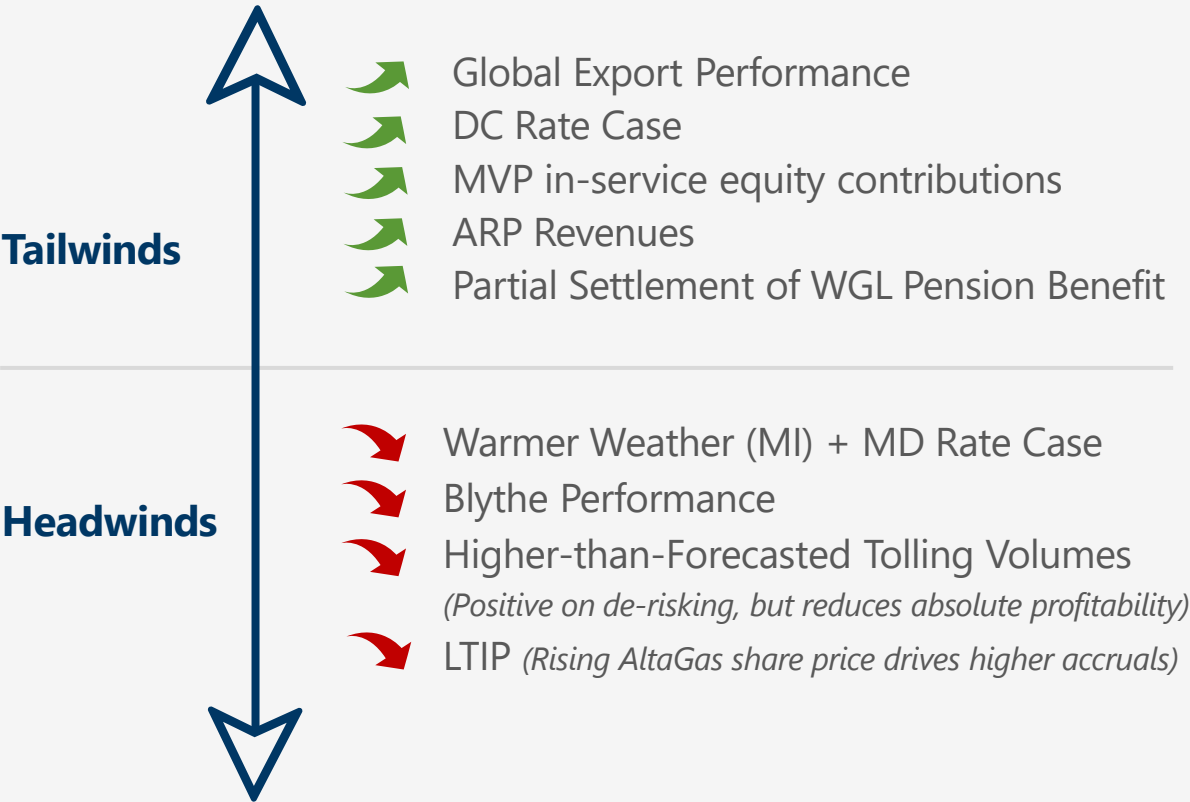 Tailwinds
Global Export Performance
DC Rate Case
MVP in-service equity contributions
ARP Revenues
Partial Settlement of WGL Pension Benefit
Headwinds
Warmer Weather (MI) + MD Rate Case
Blythe Performance
Higher-than-Forecasted Tolling Volumes
(Positive on de-risking, but reduces absolute profitability)
LTIP (Rising AltaGas share price drives higher accruals)